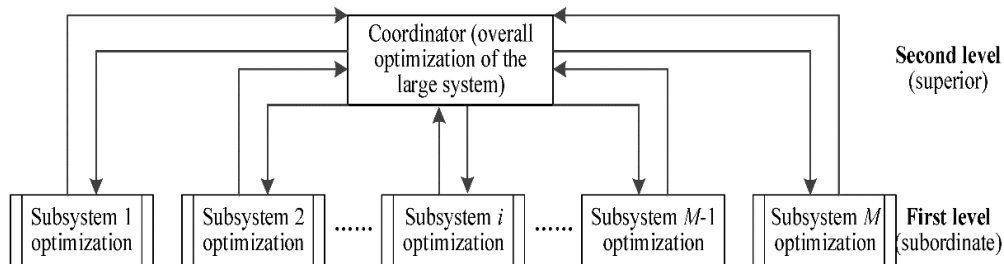 Coordinator (overall
optimization of the
large system)
Second level
(superior)
Subsystem 1
optimization
Subsystem 2
optimization
......
Subsystem i
optimization
......
Subsystem M-1
optimization
Subsystem M
optimization
First level
(subordinate)